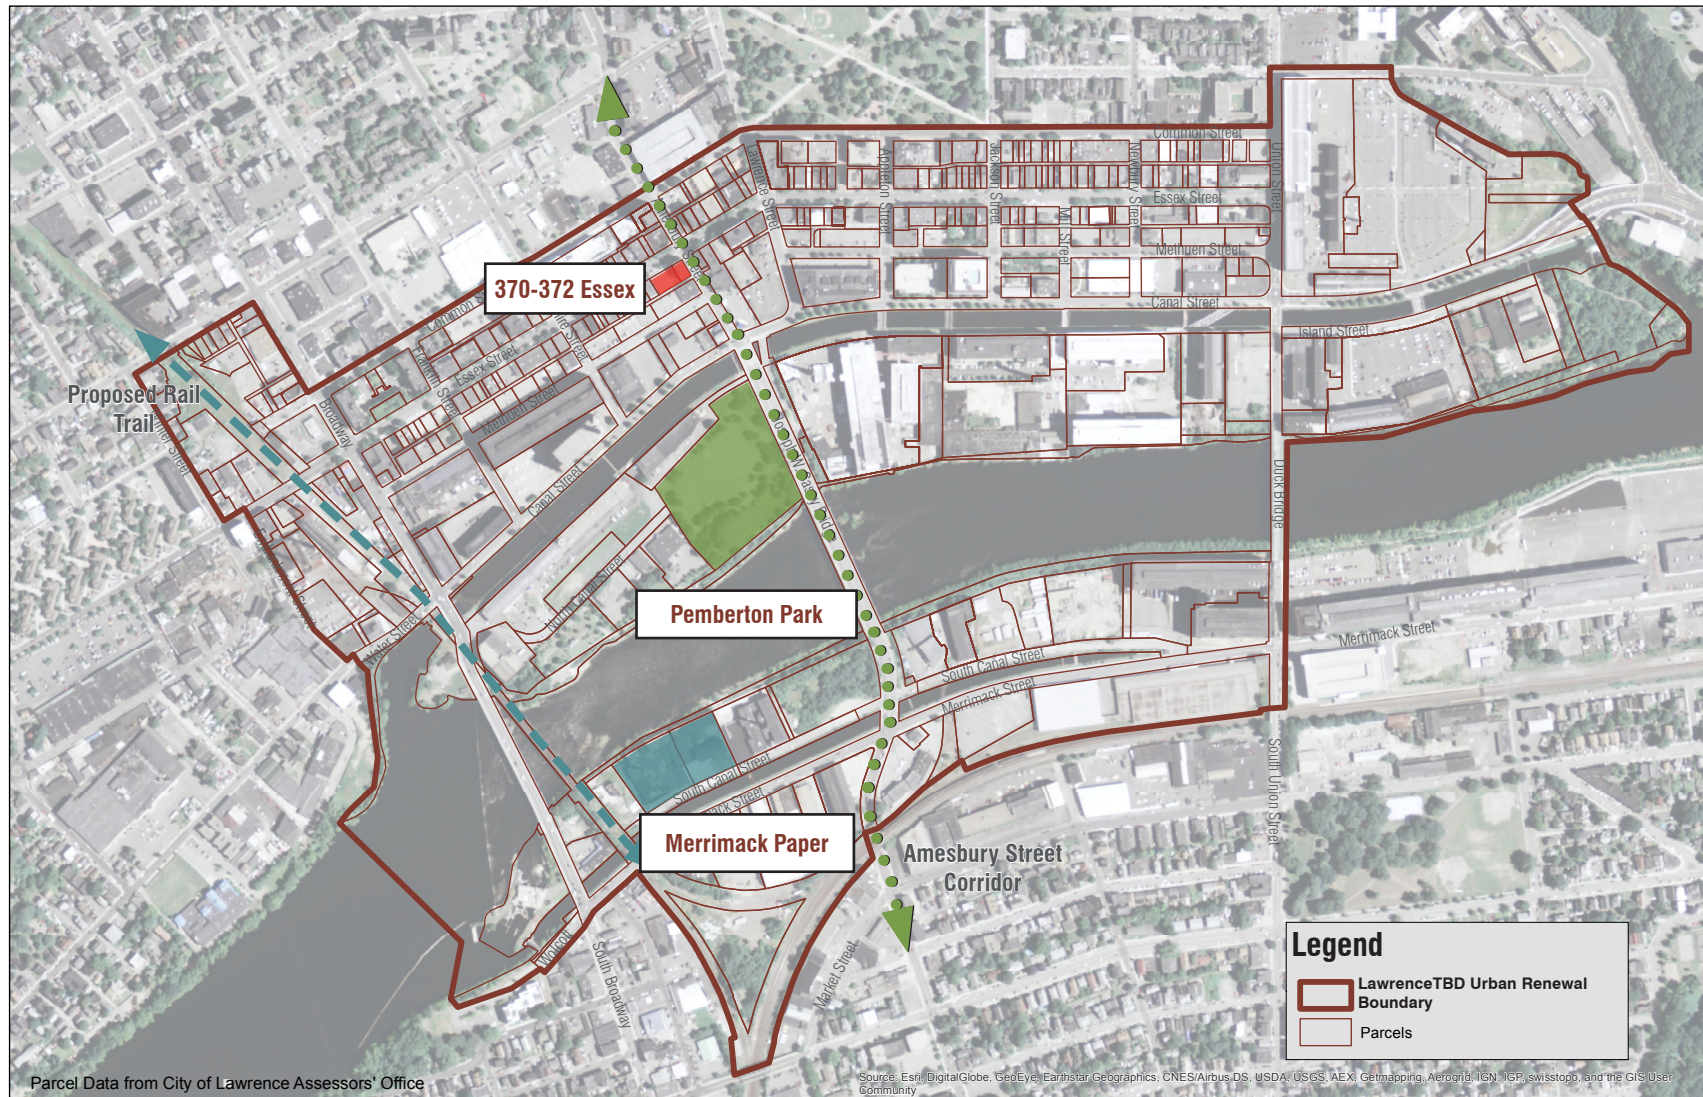 Common Street
Lawrence Street
Appleton Street
Jackson Street
Newbury Street
Union Street
Essex Street
Mill Street
Methuen Street
370-372 Essex
Canal Street
Island Street
Common
Franklin Street
Essex Street
Methuen Street
Proposed Rail
Trail
Broadway
Canal Street
Duck Bridge
North Canal Street
Water Street
Pemberton Park
Merrimack Street
South Canal Street
Merrimack Street
South Canal Street
Merrimack Paper
South Union Street
Amesbury Street
Corridor
Wolcott
South Broadway
Market Street
Legend
LawrenceTBD Urban Renewal
Boundary
Parcels
Parcel Data from City of Lawrence Assessors' Office
Source: Esri, DigitalGlobe, GeoEye, Earthstar Geographics, CNES/Airbus DS, USDA, USGS, AEX, Getmapping, Aerogrid, IGN, IGP, swisstopo, and the GIS User
Community